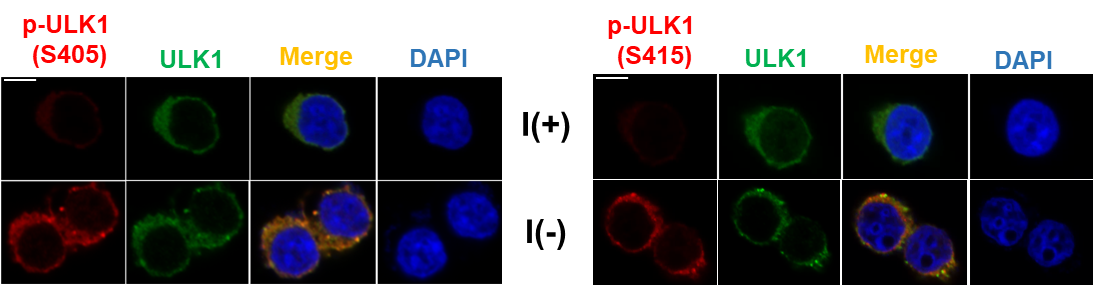 p-ULK1
(S405)
ULK1
Merge
DAPI
p-ULK1
(S415)
ULK1
Merge
DAPI
I(+)
I(-)